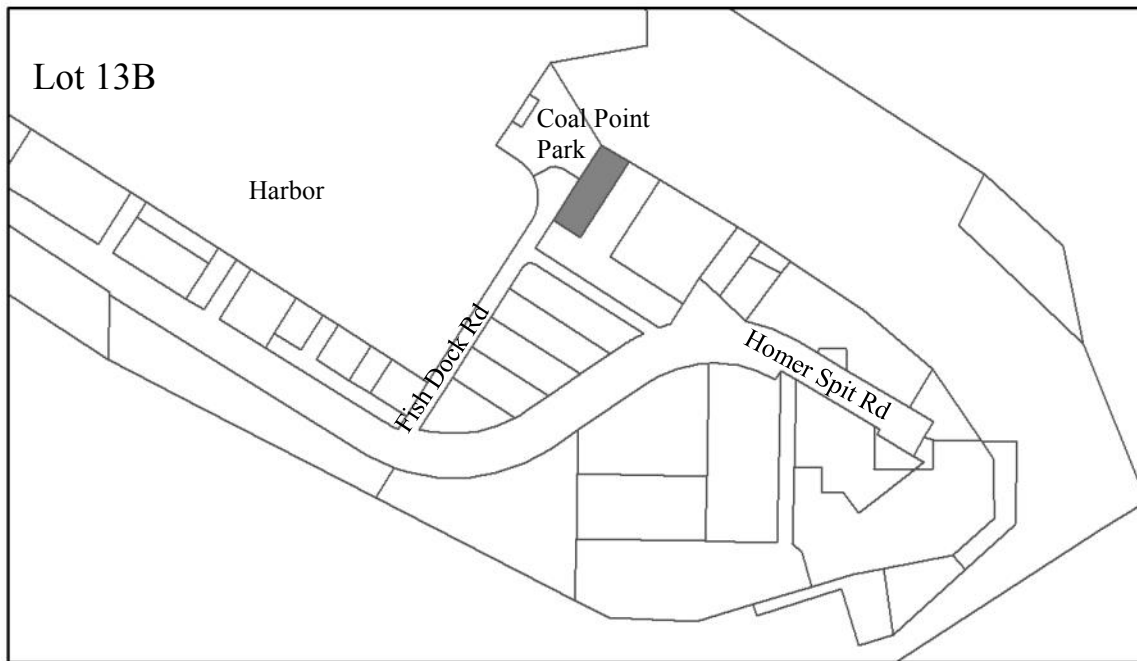 Lot 13B
Coal Point
Park
Harbor
Fish Dock Rd
Homer Spit Rd